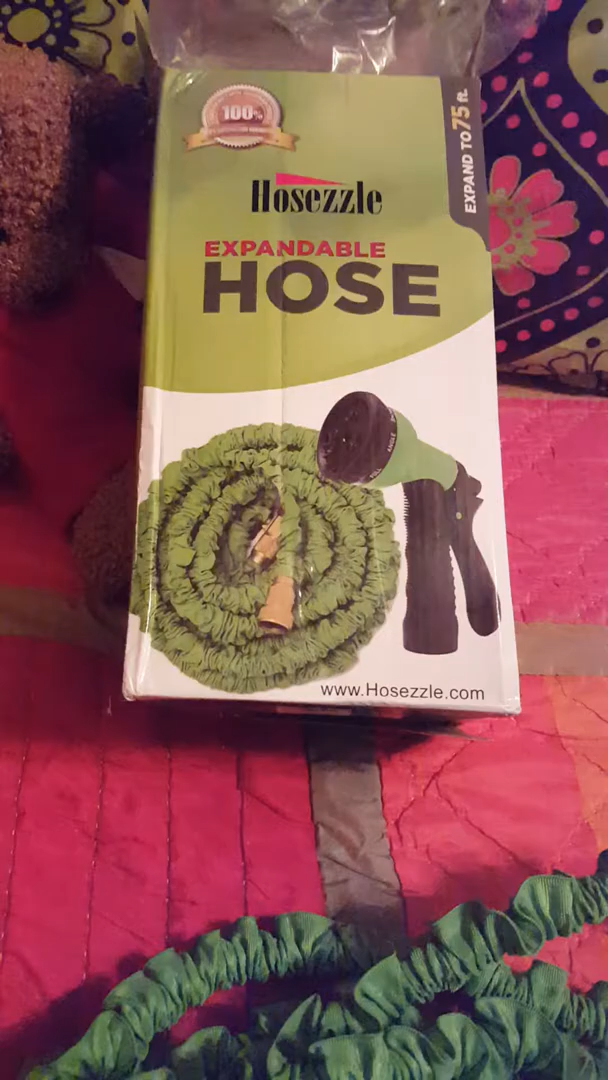 100%
EXPAND TO 75 ft.
Hosezzle
EXPANDABLE
HOSE
www.Hosezzle.com